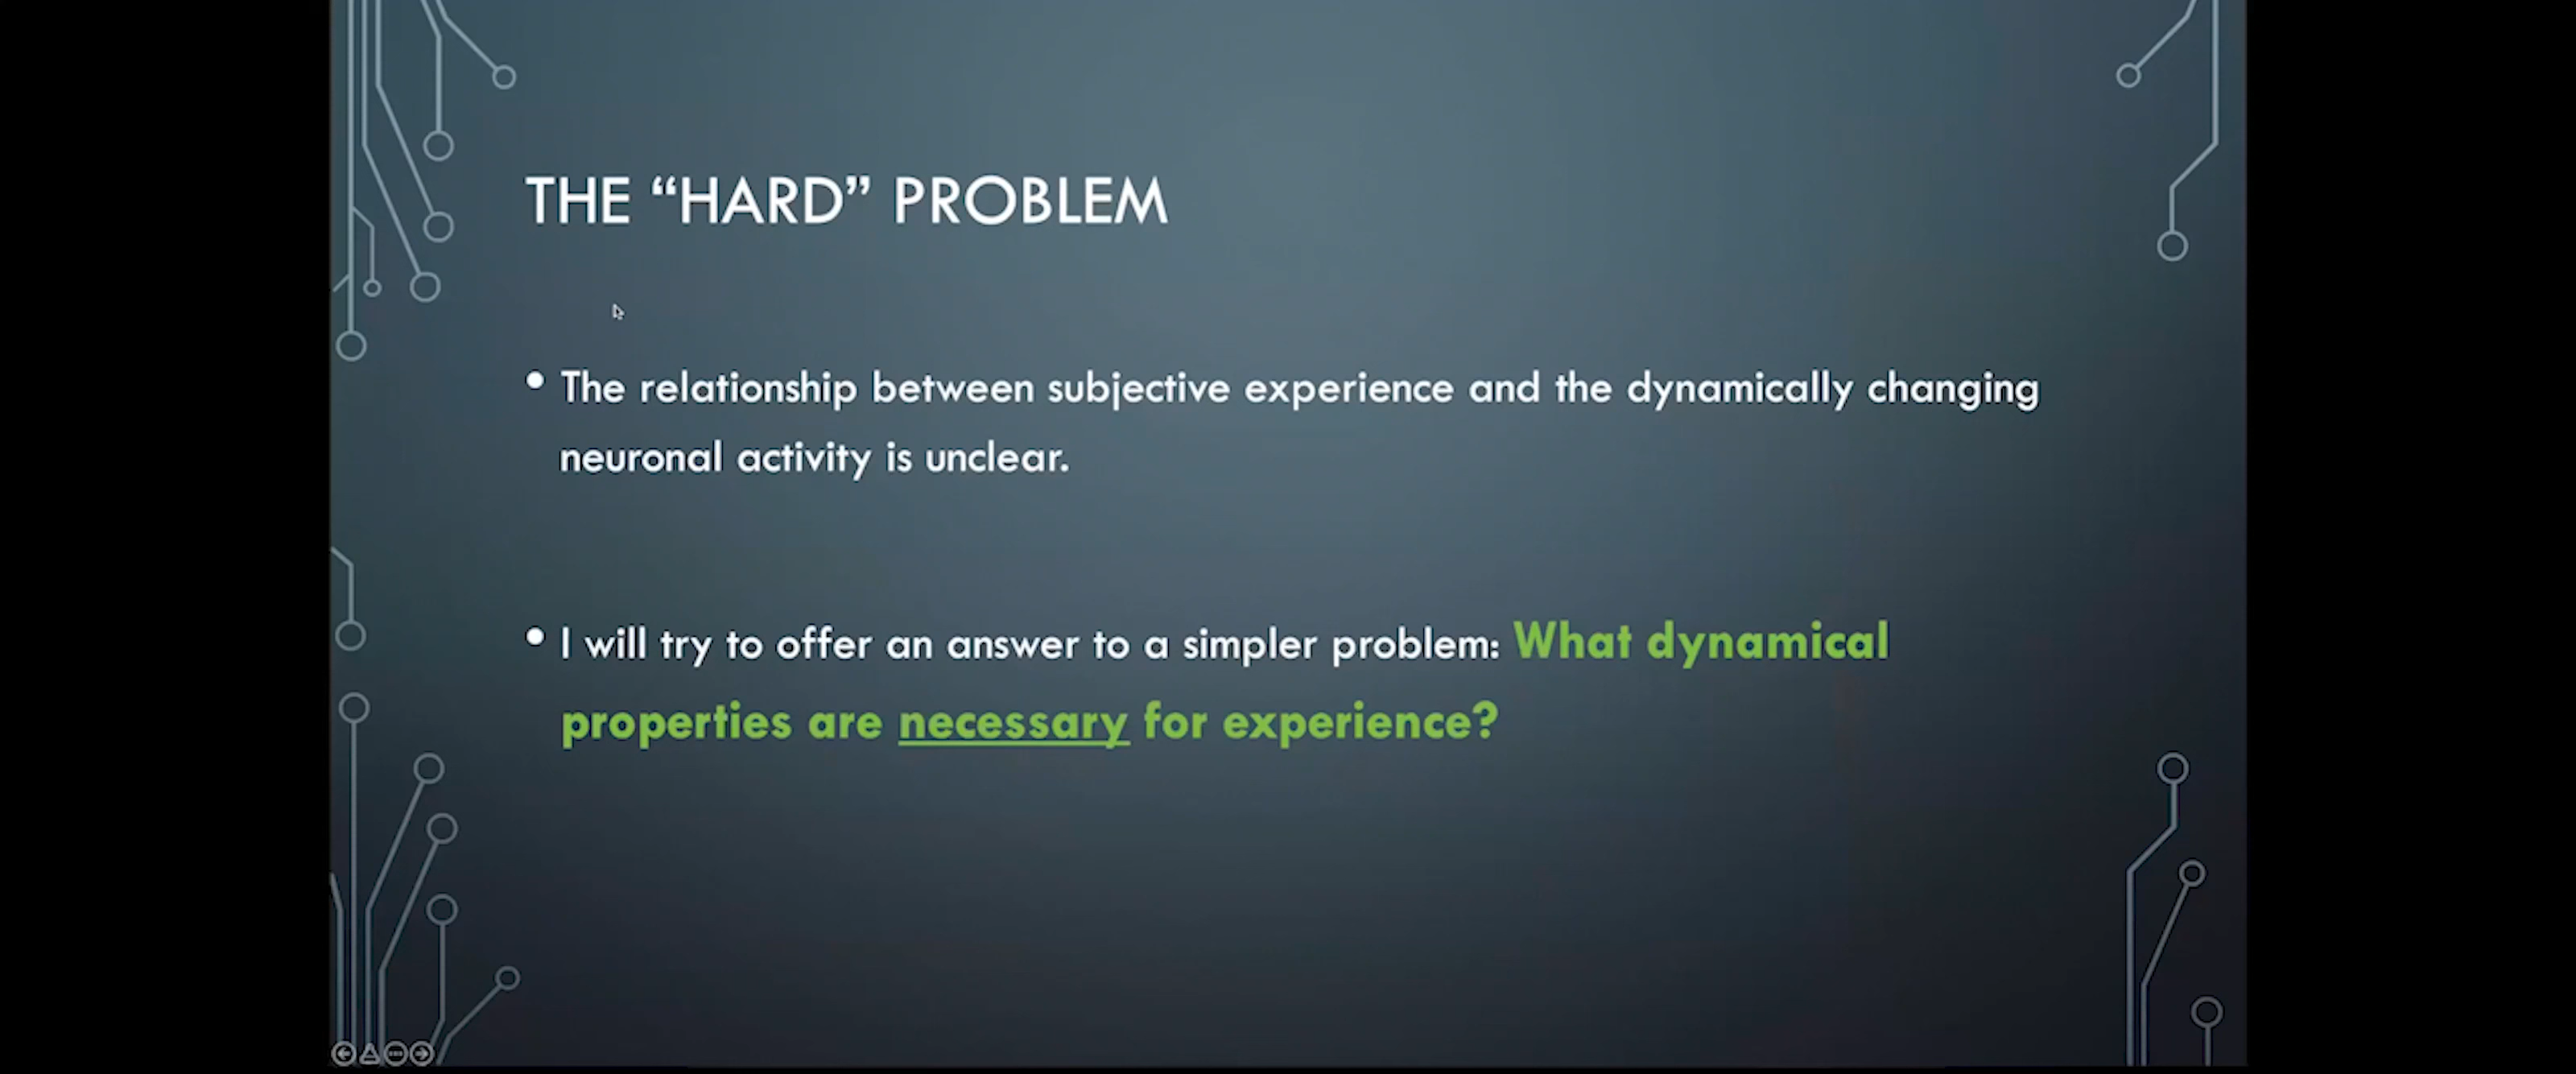 THE “HARD” PROBLEM
• The relationship between subjective experience and the dynamically changing
neuronal activity is unclear.
• I will try to offer an answer to a simpler problem: What dynamical
properties are necessary for experience?